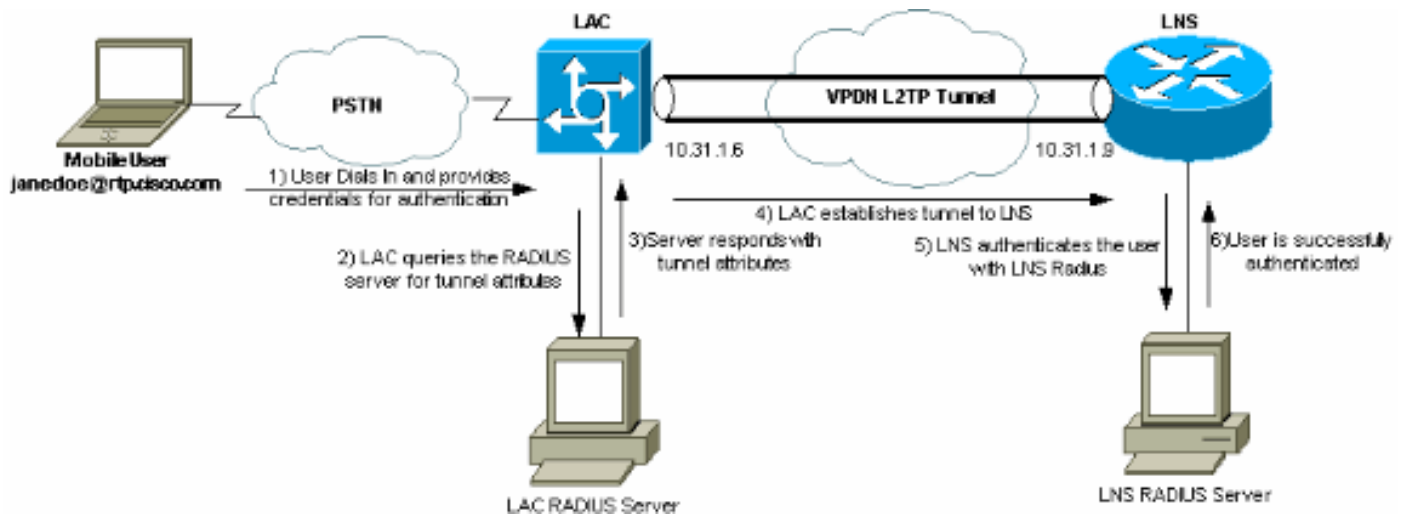 LAC
LNS
PSTN
VPDN L2TP Tunnel
10.31.1.6
10.31.1.9
Mobile User
janedoe@rtp.cisco.com
1) User Dials In and provides
credentials for authentication
2) LAC queries the RADIUS
server for tunnel attributes
3)Server responds with
tunnel attributes
4) LAC establishes tunnel to LNS
5) LNS authenticates the user
with LNS Radius
6)User is successfully
authenticated
LAC RADIUS Server
LNS RADIUS Server